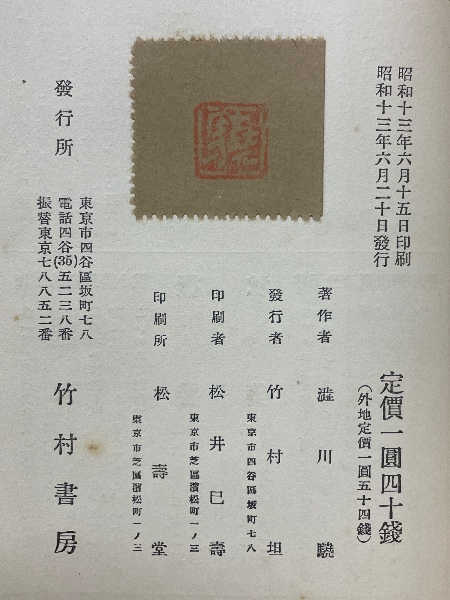 昭和十三年六月十五日印刷
昭和十三年六月二十日發行
定價一圓四十錢
(外地定價一圓五十四錢)
著作者 澁川驍
發行者 竹村坦
東京市四谷區坂町七八
印刷者 松井巳壽
東京市芝區濱松町一ノ三
印刷所 松壽堂
東京市芝區濱松町一ノ三
驍
發行所
東京市四谷區坂町七八
電話四谷(35)五二三八番
振替東京七八八五二番
竹村書房